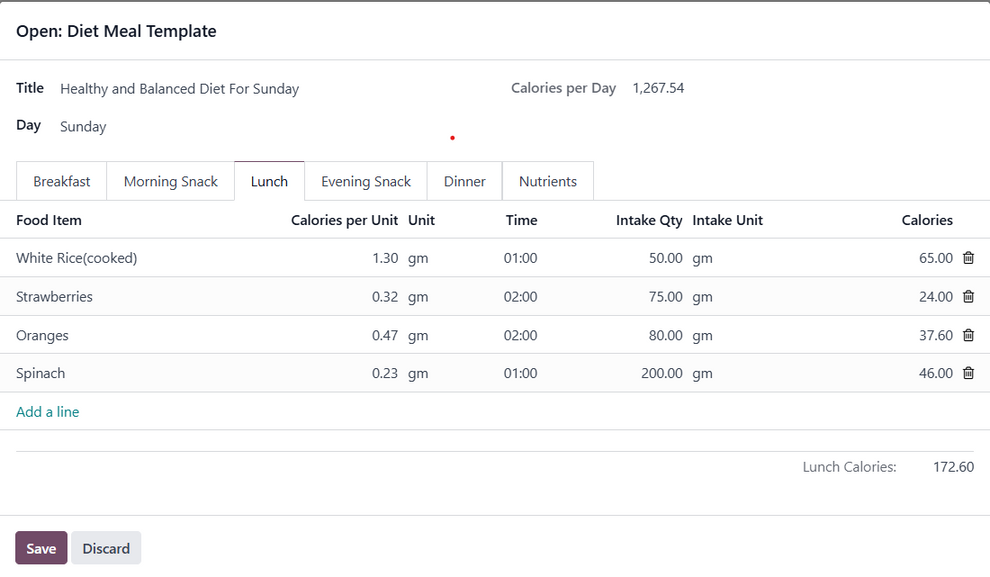 Open: Diet Meal Template
Title Healthy and Balanced Diet For Sunday Calories per Day 1,267.54
Day Sunday
Breakfast Morning Snack Lunch Evening Snack Dinner Nutrients
Food Item Calories per Unit Unit Time Intake Qty Intake Unit Calories
White Rice(cooked) 1.30 gm 01:00 50.00 gm 65.00
Strawberries 0.32 gm 02:00 75.00 gm 24.00
Oranges 0.47 gm 02:00 80.00 gm 37.60
Spinach 0.23 gm 01:00 200.00 gm 46.00
Add a line
Lunch Calories: 172.60
Save Discard